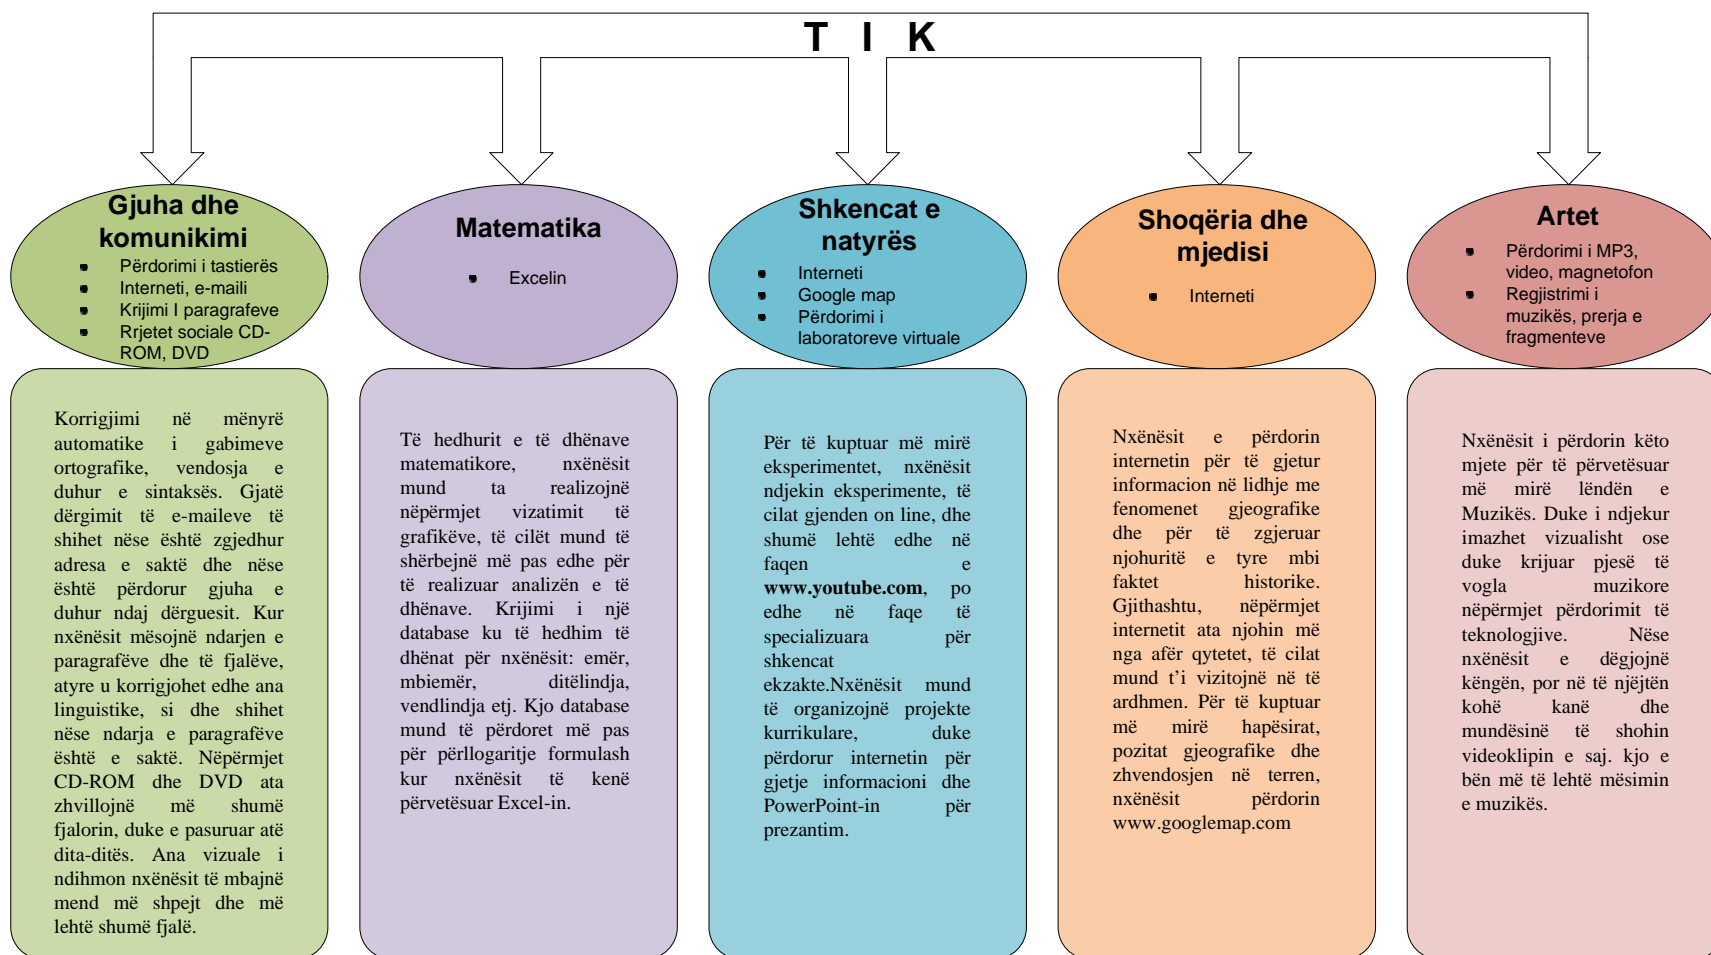 T I K
Gjuha dhe
komunikimi
Përdorimi i tastierës
Interneti, e-maili
Krijimi I paragrafeve
Rrjetet sociale CD-
ROM, DVD
Korrigjimi në mënyrë
automatike i gabimeve
ortografike, vendosja e
duhur e sintaksës. Gjatë
dërgimit të e-maileve të
shihet nëse është zgjedhur
adresa e saktë dhe nëse
është përdorur gjuha e
duhur ndaj dërguesit. Kur
nxënësit mësojnë ndarjen e
paragrafëve dhe të fjalëve,
atyre u korrigjohet edhe ana
linguistike, si dhe shihet
nëse ndarja e paragrafëve
është e saktë. Nëpërmjet
CD-ROM dhe DVD ata
zhvillojnë më shumë
fjalorin, duke e pasuruar atë
dita-ditës. Ana vizuale i
ndihmon nxënësit të mbajnë
mend më shpejt dhe më
lehtë shumë fjalë.
Matematika
Excelin
Të hedhurit e të dhënave
matematikore, nxënësit
mund ta realizojnë
nëpërmjet vizatimit të
grafikëve, të cilët mund të
shërbejnë më pas edhe për
të realizuar analizën e të
dhënave. Krijimi i një
database ku të hedhim të
dhënat për nxënësit: emër,
mbiemër, ditëlindja,
vendlindja etj. Kjo database
mund të përdoret më pas
për përllogaritje formulash
kur nxënësit të kenë
përvetësuar Excel-in.
Shkencat e
natyrës
Interneti
Google map
Përdorimi i
laboratoreve virtuale
Për të kuptuar më mirë
eksperimentet, nxënësit
ndjekin eksperimente, të
cilat gjenden on line, dhe
shumë lehtë edhe në
faqen e
www.youtube.com, po
edhe në faqe të
specializuara për
shkencat
ekzakte.Nxënësit mund
të organizojnë projekte
kurrikulare, duke
përdorur internetin për
gjetje informacioni dhe
PowerPoint-in për
prezantim.
Shoqëria dhe
mjedisi
Interneti
Nxënësit e përdorin
internetin për të gjetur
informacion në lidhje me
fenomenet gjeografike
dhe për të zgjeruar
njohuritë e tyre mbi
faktet historike.
Gjithashtu, nëpërmjet
internetit ata njohin më
nga afër qytetet, të cilat
mund t’i vizitojnë në të
ardhmen. Për të kuptuar
më mirë hapësirat,
pozitat gjeografike dhe
zhvendosjen në terren,
nxënësit përdorin
www.googlemap.com
Artet
Përdorimi i MP3,
video, magnetofon
Regjistrimi i
muzikës, prerja e
fragmenteve
Nxënësit i përdorin këto
mjete për të përvetësuar
më mirë lëndën e
Muzikës. Duke i ndjekur
imazhet vizualisht ose
duke krijuar pjesë të
vogla muzikore
nëpërmjet përdorimit të
teknologjive. Nëse
nxënësit e dëgjojnë
këngën, por në të njëjtën
kohë kanë dhe
mundësinë të shohin
videoklipin e saj. kjo e
bën më të lehtë mësimin
e muzikës.